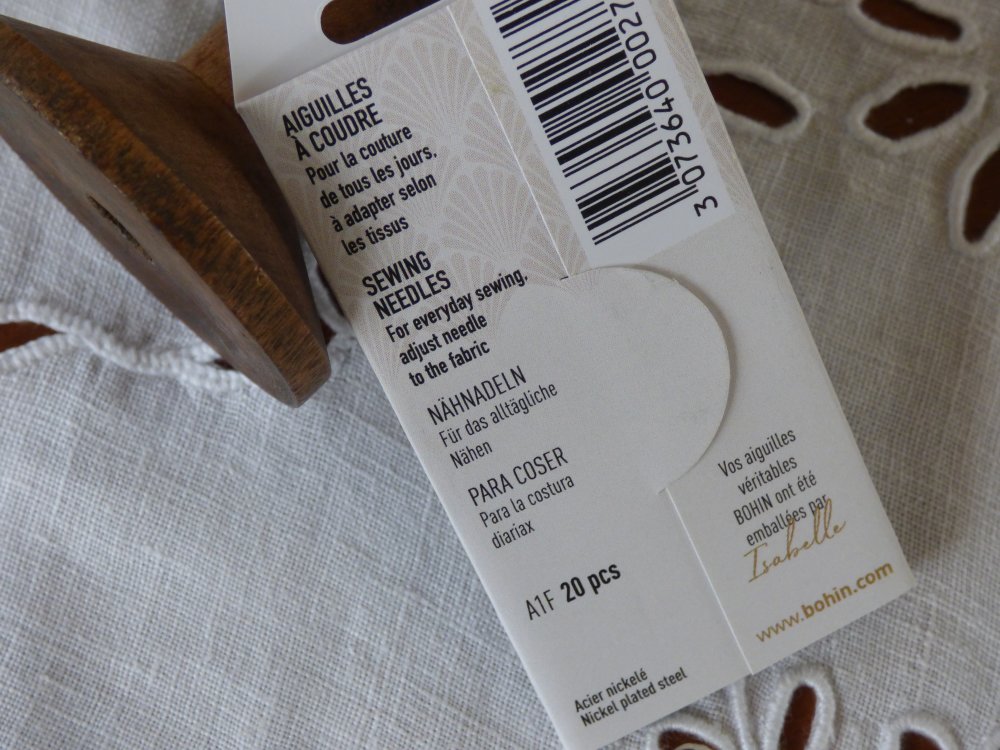 AIGUILLES
À COUDRE
Pour la couture
de tous les jours,
à adapter selon
les tissus
SEWING
NEEDLES
For everyday sewing,
adjust needle
to the fabric
NÄHNADELN
Für das alltägliche
Nähen
PARA COSER
Para la costura
diariax
A1F 20 pcs
Acier nickelé
Nickel plated steel
3 073640 0027
Vos aiguilles
véritables
BOHIN ont été
emballées par
Isabelle
www.bohin.com